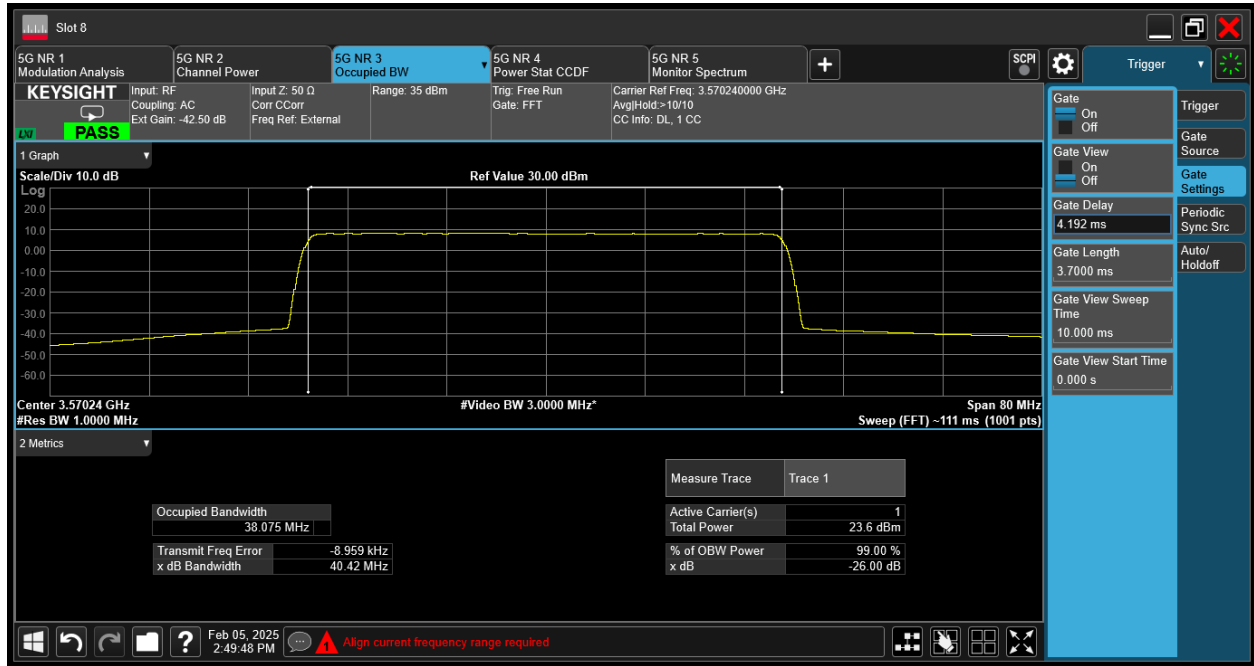 Slot 8
5G NR 1
Modulation Analysis
5G NR 2
Channel Power
5G NR 3
Occupied BW
5G NR 4
Power Stat CCDF
5G NR 5
Monitor Spectrum
SCPI
Trigger
KEYSIGHT
LXI
PASS
Input: RF
Coupling: AC
Ext Gain: -42.50 dB
Input Z: 50 Ω
Corr CCorr
Freq Ref: External
Range: 35 dBm
Trig: Free Run
Gate: FFT
Carrier Ref Freq: 3.570240000 GHz
Avg|Hold:>10/10
CC Info: DL, 1 CC
1 Graph
Scale/Div 10.0 dB
Ref Value 30.00 dBm
Log
20.0
10.0
0.00
-10.0
-20.0
-30.0
-40.0
-50.0
-60.0
Center 3.57024 GHz
#Video BW 3.0000 MHz*
Span 80 MHz
#Res BW 1.0000 MHz
Sweep (FFT) ~111 ms (1001 pts)
2 Metrics
Measure Trace Trace 1
Occupied Bandwidth
38.075 MHz
Active Carrier(s) 1
Total Power 23.6 dBm
Transmit Freq Error -8.959 kHz
x dB Bandwidth 40.42 MHz
% of OBW Power 99.00 %
x dB -26.00 dB
Gate
On
Off
Gate View
On
Off
Gate Delay
4.192 ms
Gate Length
3.7000 ms
Gate View Sweep
Time
10.000 ms
Gate View Start Time
0.000 s
Trigger
Gate
Source
Gate
Settings
Periodic
Sync Src
Auto/
Holdoff
?
Feb 05, 2025
2:49:48 PM
1
Align current frequency range required